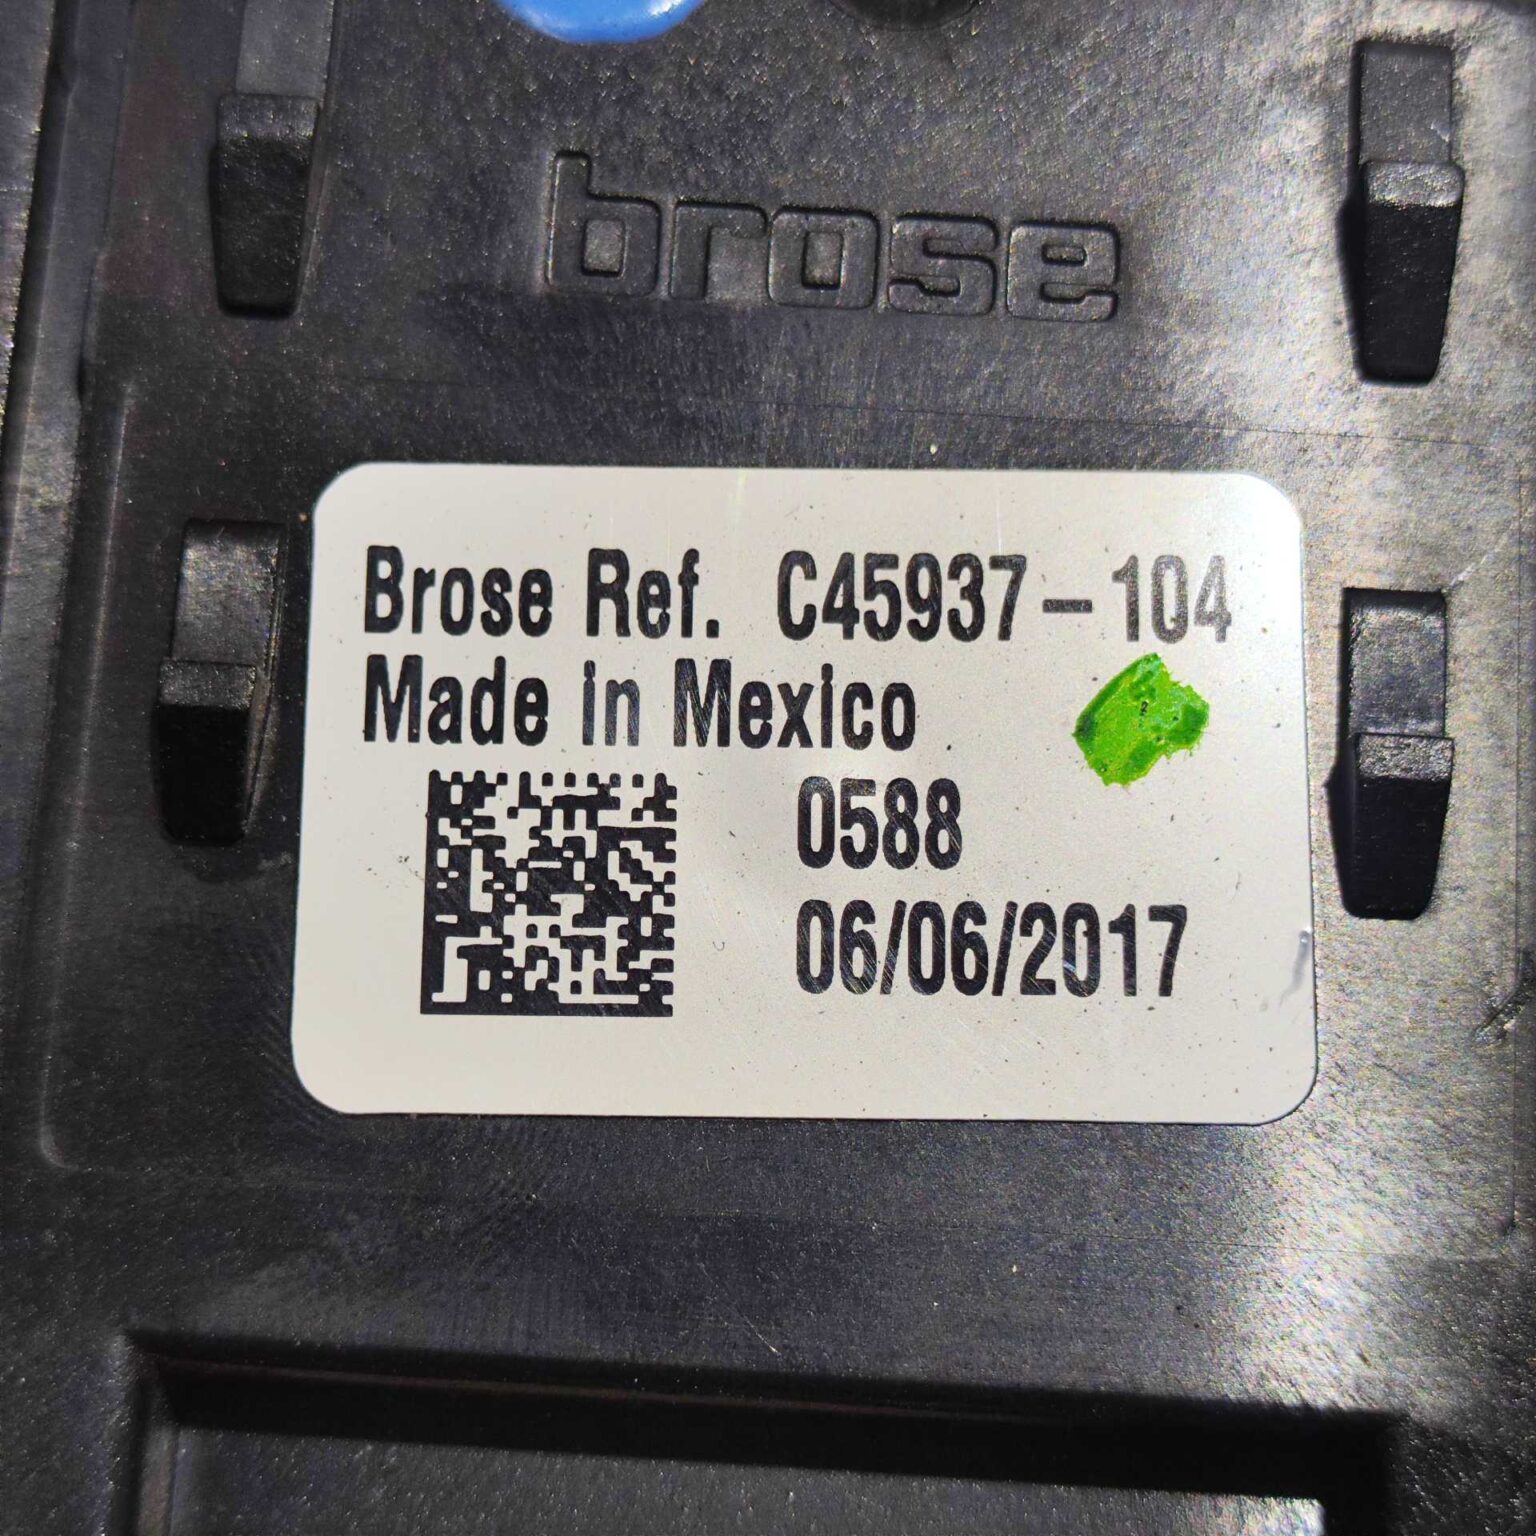 brose
Brose Ref. C45937-104
Made in Mexico
0588
06/06/2017